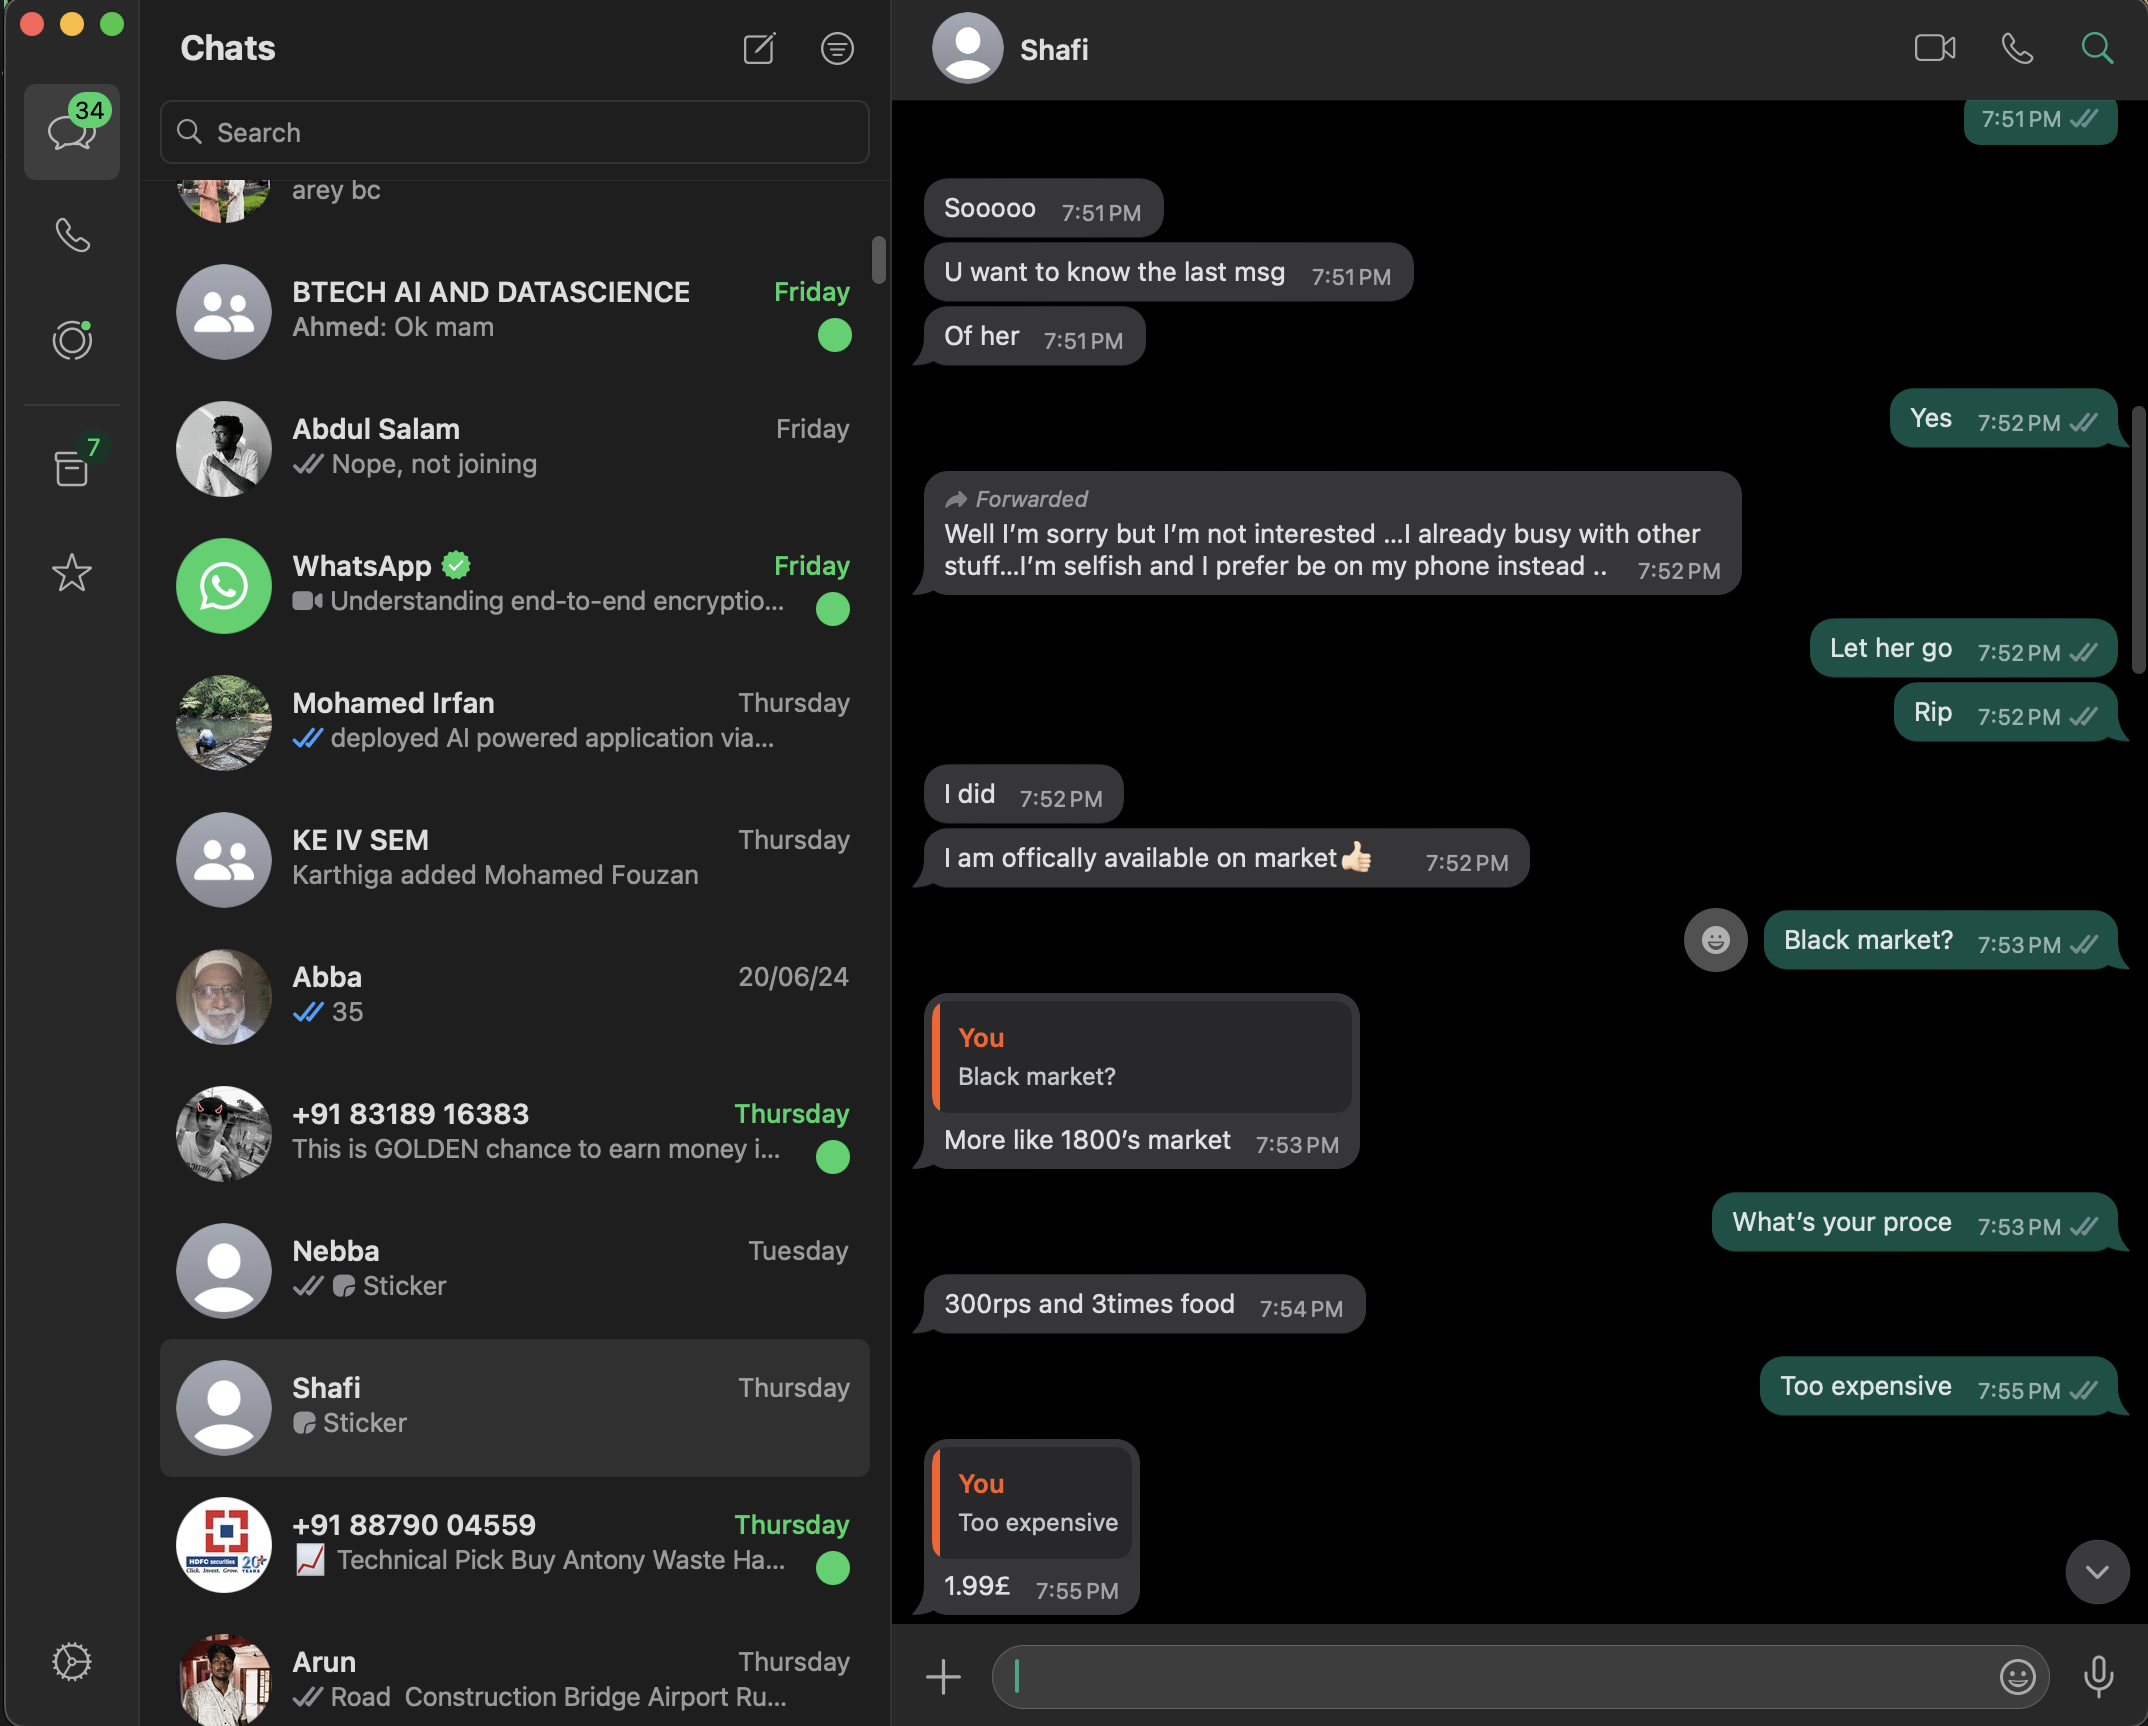 34
7
Chats
Search
arey bc
BTECH AI AND DATASCIENCE
Friday
Ahmed: Ok mam
Abdul Salam
Friday
Nope, not joining
WhatsApp
Friday
Understanding end-to-end encryptio...
Mohamed Irfan
Thursday
deployed AI powered application via...
KE IV SEM
Thursday
Karthiga added Mohamed Fouzan
Abba
20/06/24
35
+91 83189 16383
Thursday
This is GOLDEN chance to earn money i...
Nebba
Tuesday
Sticker
Shafi
Thursday
Sticker
HDFC securities 20+ YEARS
Click. Invest. Grow.
+91 88790 04559
Thursday
📈 Technical Pick Buy Antony Waste Ha...
Arun
Thursday
Road Construction Bridge Airport Ru...
Shafi
7:51 PM
Sooooo 7:51 PM
U want to know the last msg 7:51 PM
Of her 7:51 PM
Yes 7:52 PM
Forwarded
Well I’m sorry but I’m not interested ...I already busy with other
stuff...I’m selfish and I prefer be on my phone instead .. 7:52 PM
Let her go 7:52 PM
Rip 7:52 PM
I did 7:52 PM
I am offically available on market👍🏻 7:52 PM
Black market? 7:53 PM
You
Black market?
More like 1800’s market 7:53 PM
What’s your proce 7:53 PM
300rps and 3times food 7:54 PM
Too expensive 7:55 PM
You
Too expensive
1.99£ 7:55 PM